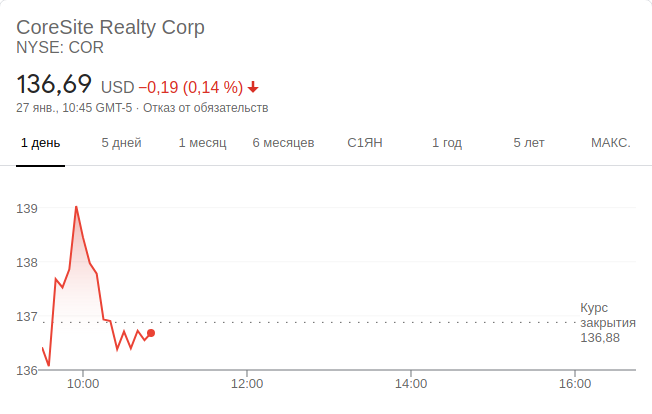 CoreSite Realty Corp
NYSE: COR
136,69 USD −0,19 (0,14 %)
27 янв., 10:45 GMT-5 · Отказ от обязательств
1 день 5 дней 1 месяц 6 месяцев С1ЯН 1 год 5 лет МАКС.
139
138
137
136
Курс
закрытия
136,88
10:00 12:00 14:00 16:00